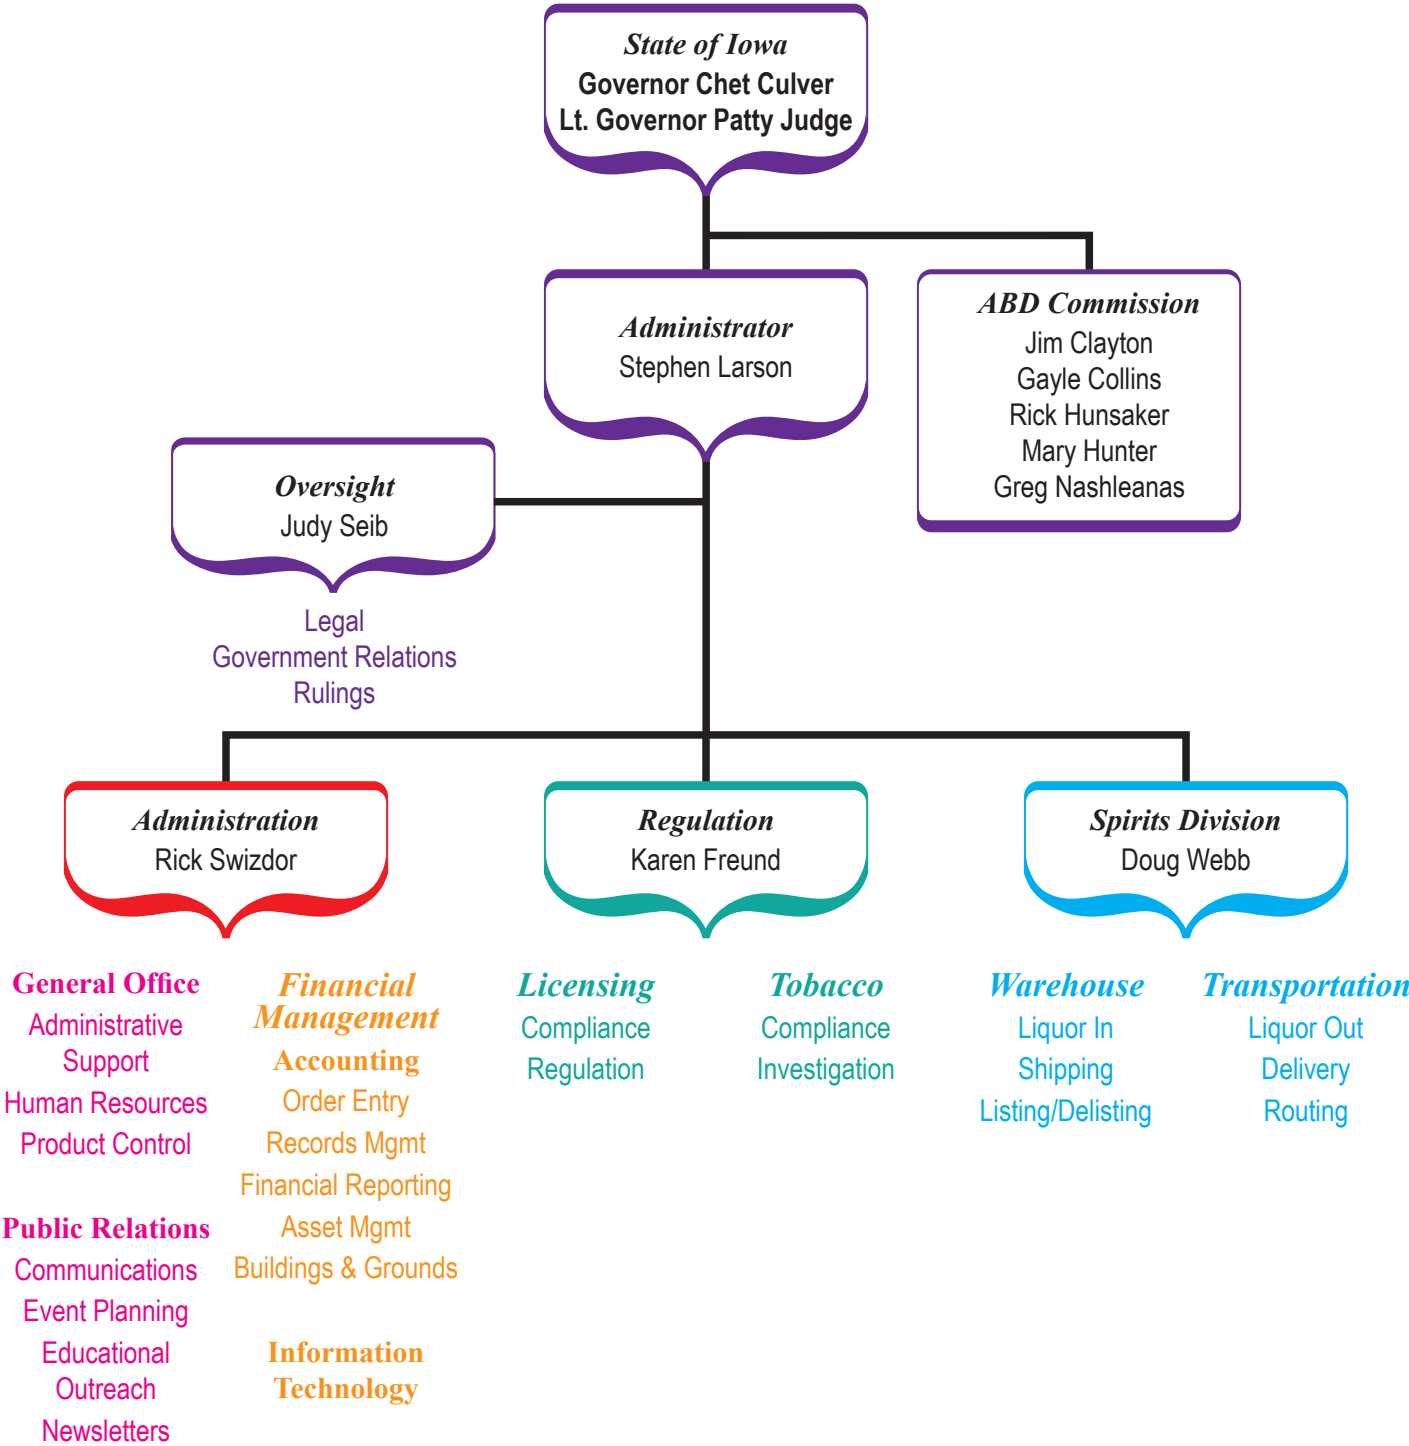 State of Iowa
Governor Chet Culver
Lt. Governor Patty Judge
Administrator
Stephen Larson
ABD Commission
Jim Clayton
Gayle Collins
Rick Hunsaker
Mary Hunter
Greg Nashleanas
Oversight
Judy Seib
Legal
Government Relations
Rulings
Administration
Rick Swizdor
General Office
Administrative
Support
Human Resources
Product Control
Public Relations
Communications
Event Planning
Educational
Outreach
Newsletters
Financial
Management
Accounting
Order Entry
Records Mgmt
Financial Reporting
Asset Mgmt
Buildings & Grounds
Information
Technology
Regulation
Karen Freund
Licensing
Compliance
Regulation
Tobacco
Compliance
Investigation
Spirits Division
Doug Webb
Warehouse
Liquor In
Shipping
Listing/Delisting
Transportation
Liquor Out
Delivery
Routing